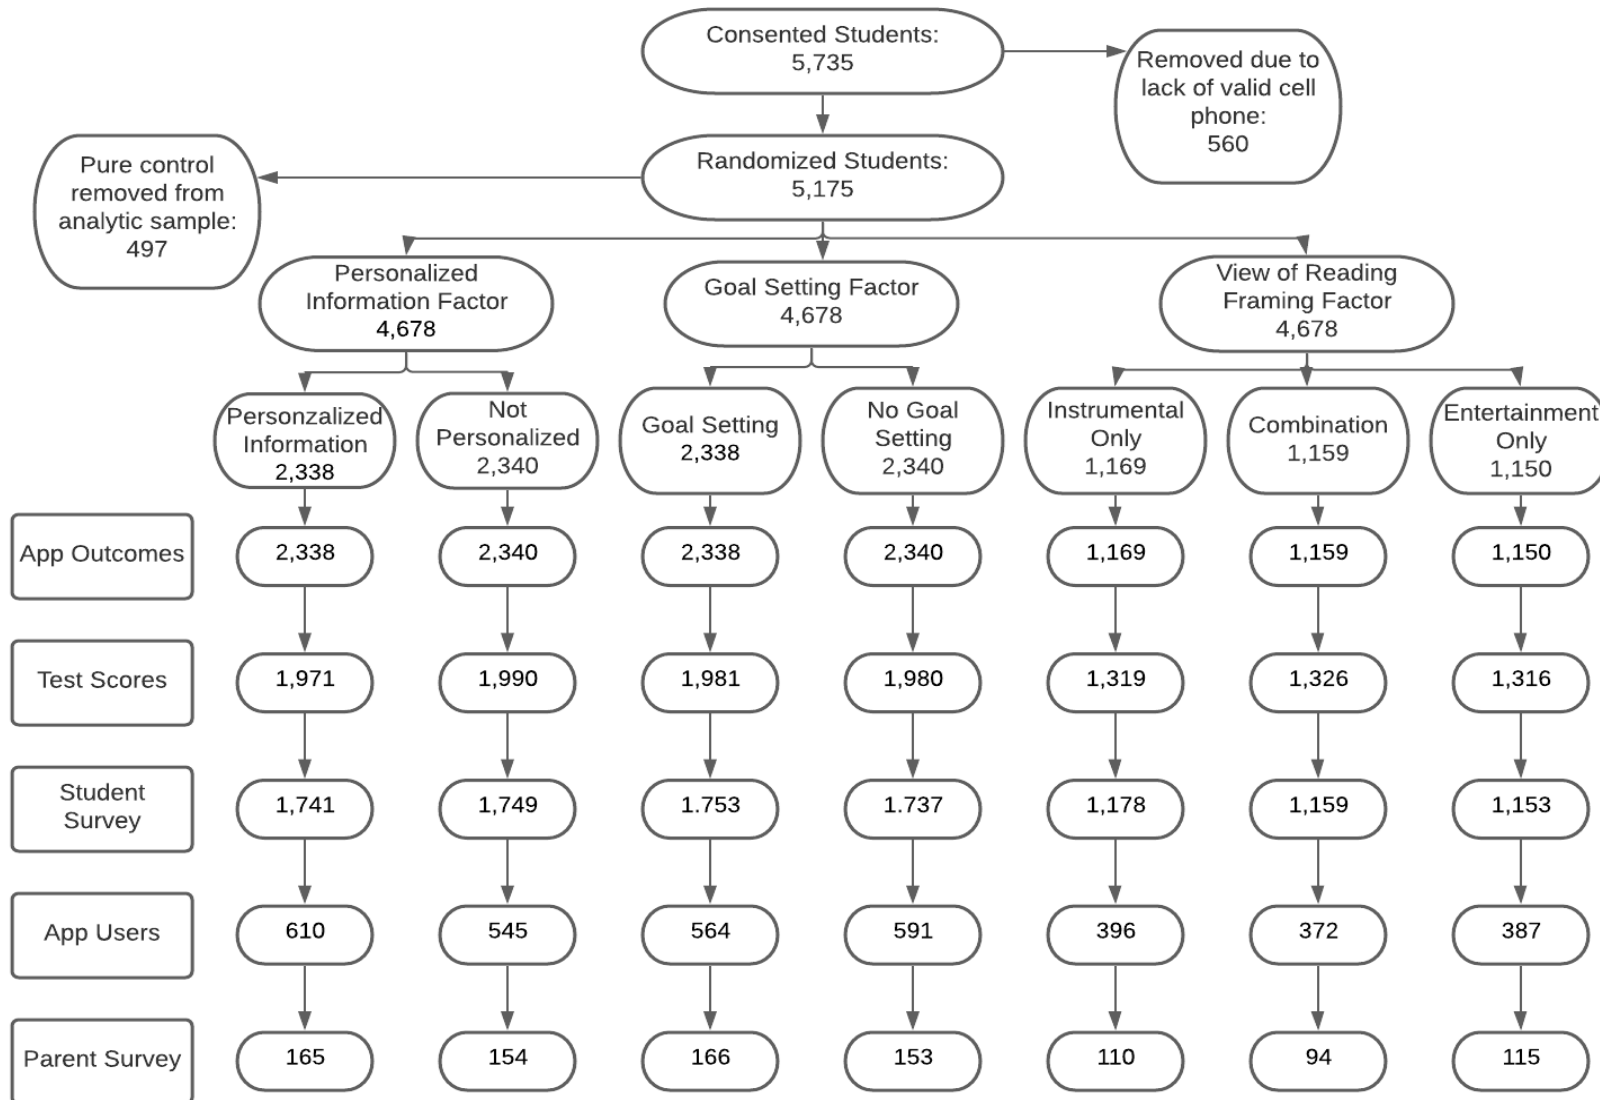 Consented Students:
5,735
Removed due to
lack of valid cell
phone:
560
Randomized Students:
5,175
Pure control
removed from
analytic sample:
497
Personalized
Information Factor
4,678
Goal Setting Factor
4,678
View of Reading
Framing Factor
4,678
Personzalized
Information
2,338
Not
Personalized
2,340
Goal Setting
2,338
No Goal
Setting
2,340
Instrumental
Only
1,169
Combination
1,159
Entertainment
Only
1,150
App Outcomes
2,338
2,340
2,338
2,340
1,169
1,159
1,150
Test Scores
1,971
1,990
1,981
1,980
1,319
1,326
1,316
Student
Survey
1,741
1,749
1.753
1.737
1,178
1,159
1,153
App Users
610
545
564
591
396
372
387
Parent Survey
165
154
166
153
110
94
115